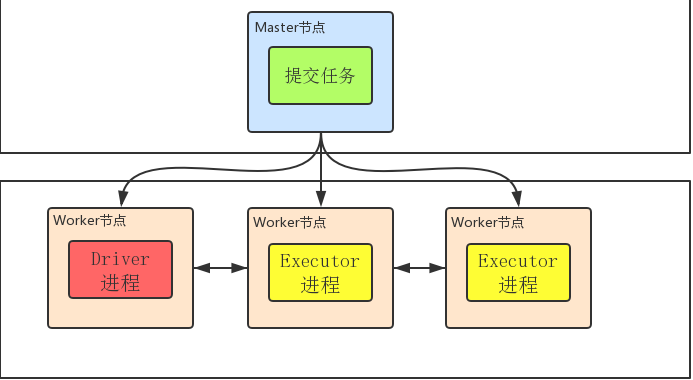 Master节点
提交任务
Worker节点
Driver
进程
Worker节点
Executor
进程
Worker节点
Executor
进程